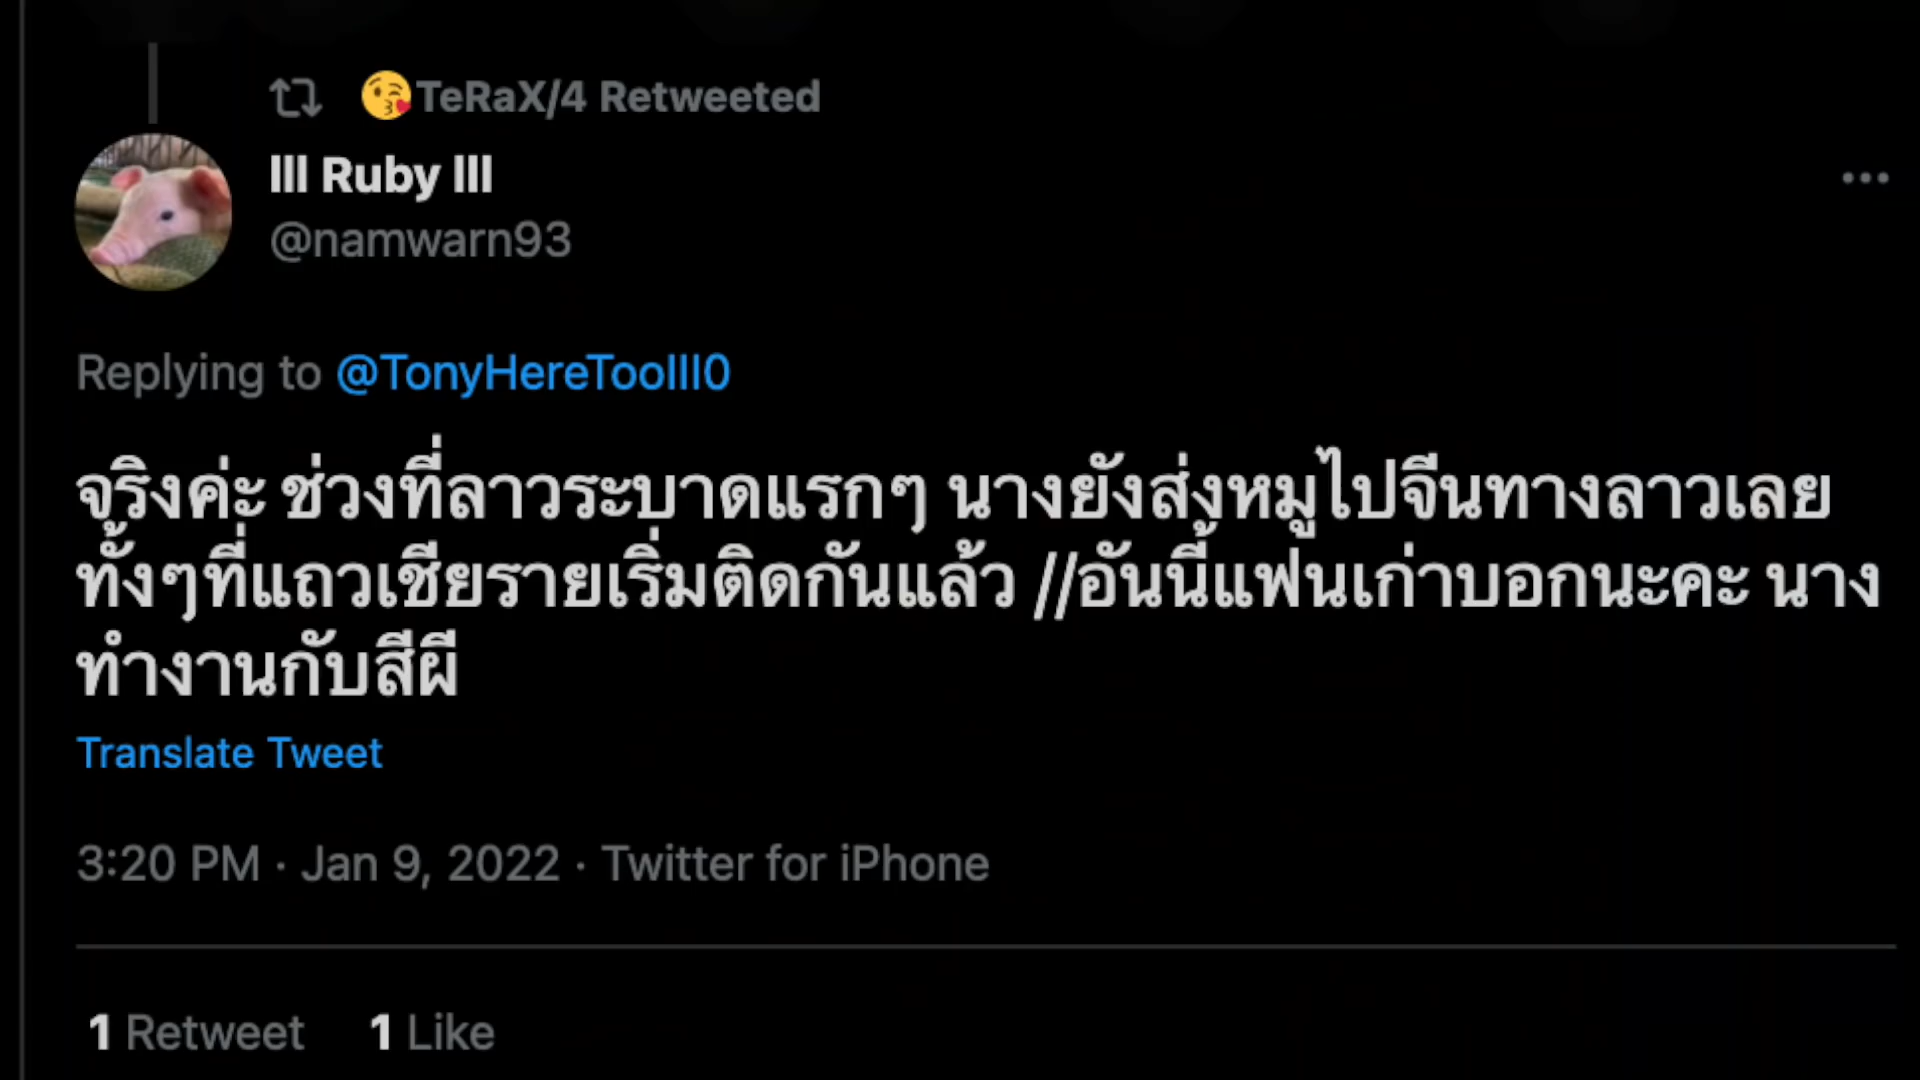 😘TeRaX/4 Retweeted
lll Ruby lll
@namwarn93
Replying to @TonyHereTooIII0
จริงค่ะ ช่วงที่ลาวระบาดแรกๆ นางยังส่งหมูไปจีนทางลาวเลย
ทั้งๆที่แถวเชียรายเริ่มติดกันแล้ว //อันนี้แฟนเก่าบอกนะคะ นาง
ทำงานกับสีผี
Translate Tweet
3:20 PM · Jan 9, 2022 · Twitter for iPhone
1 Retweet 1 Like